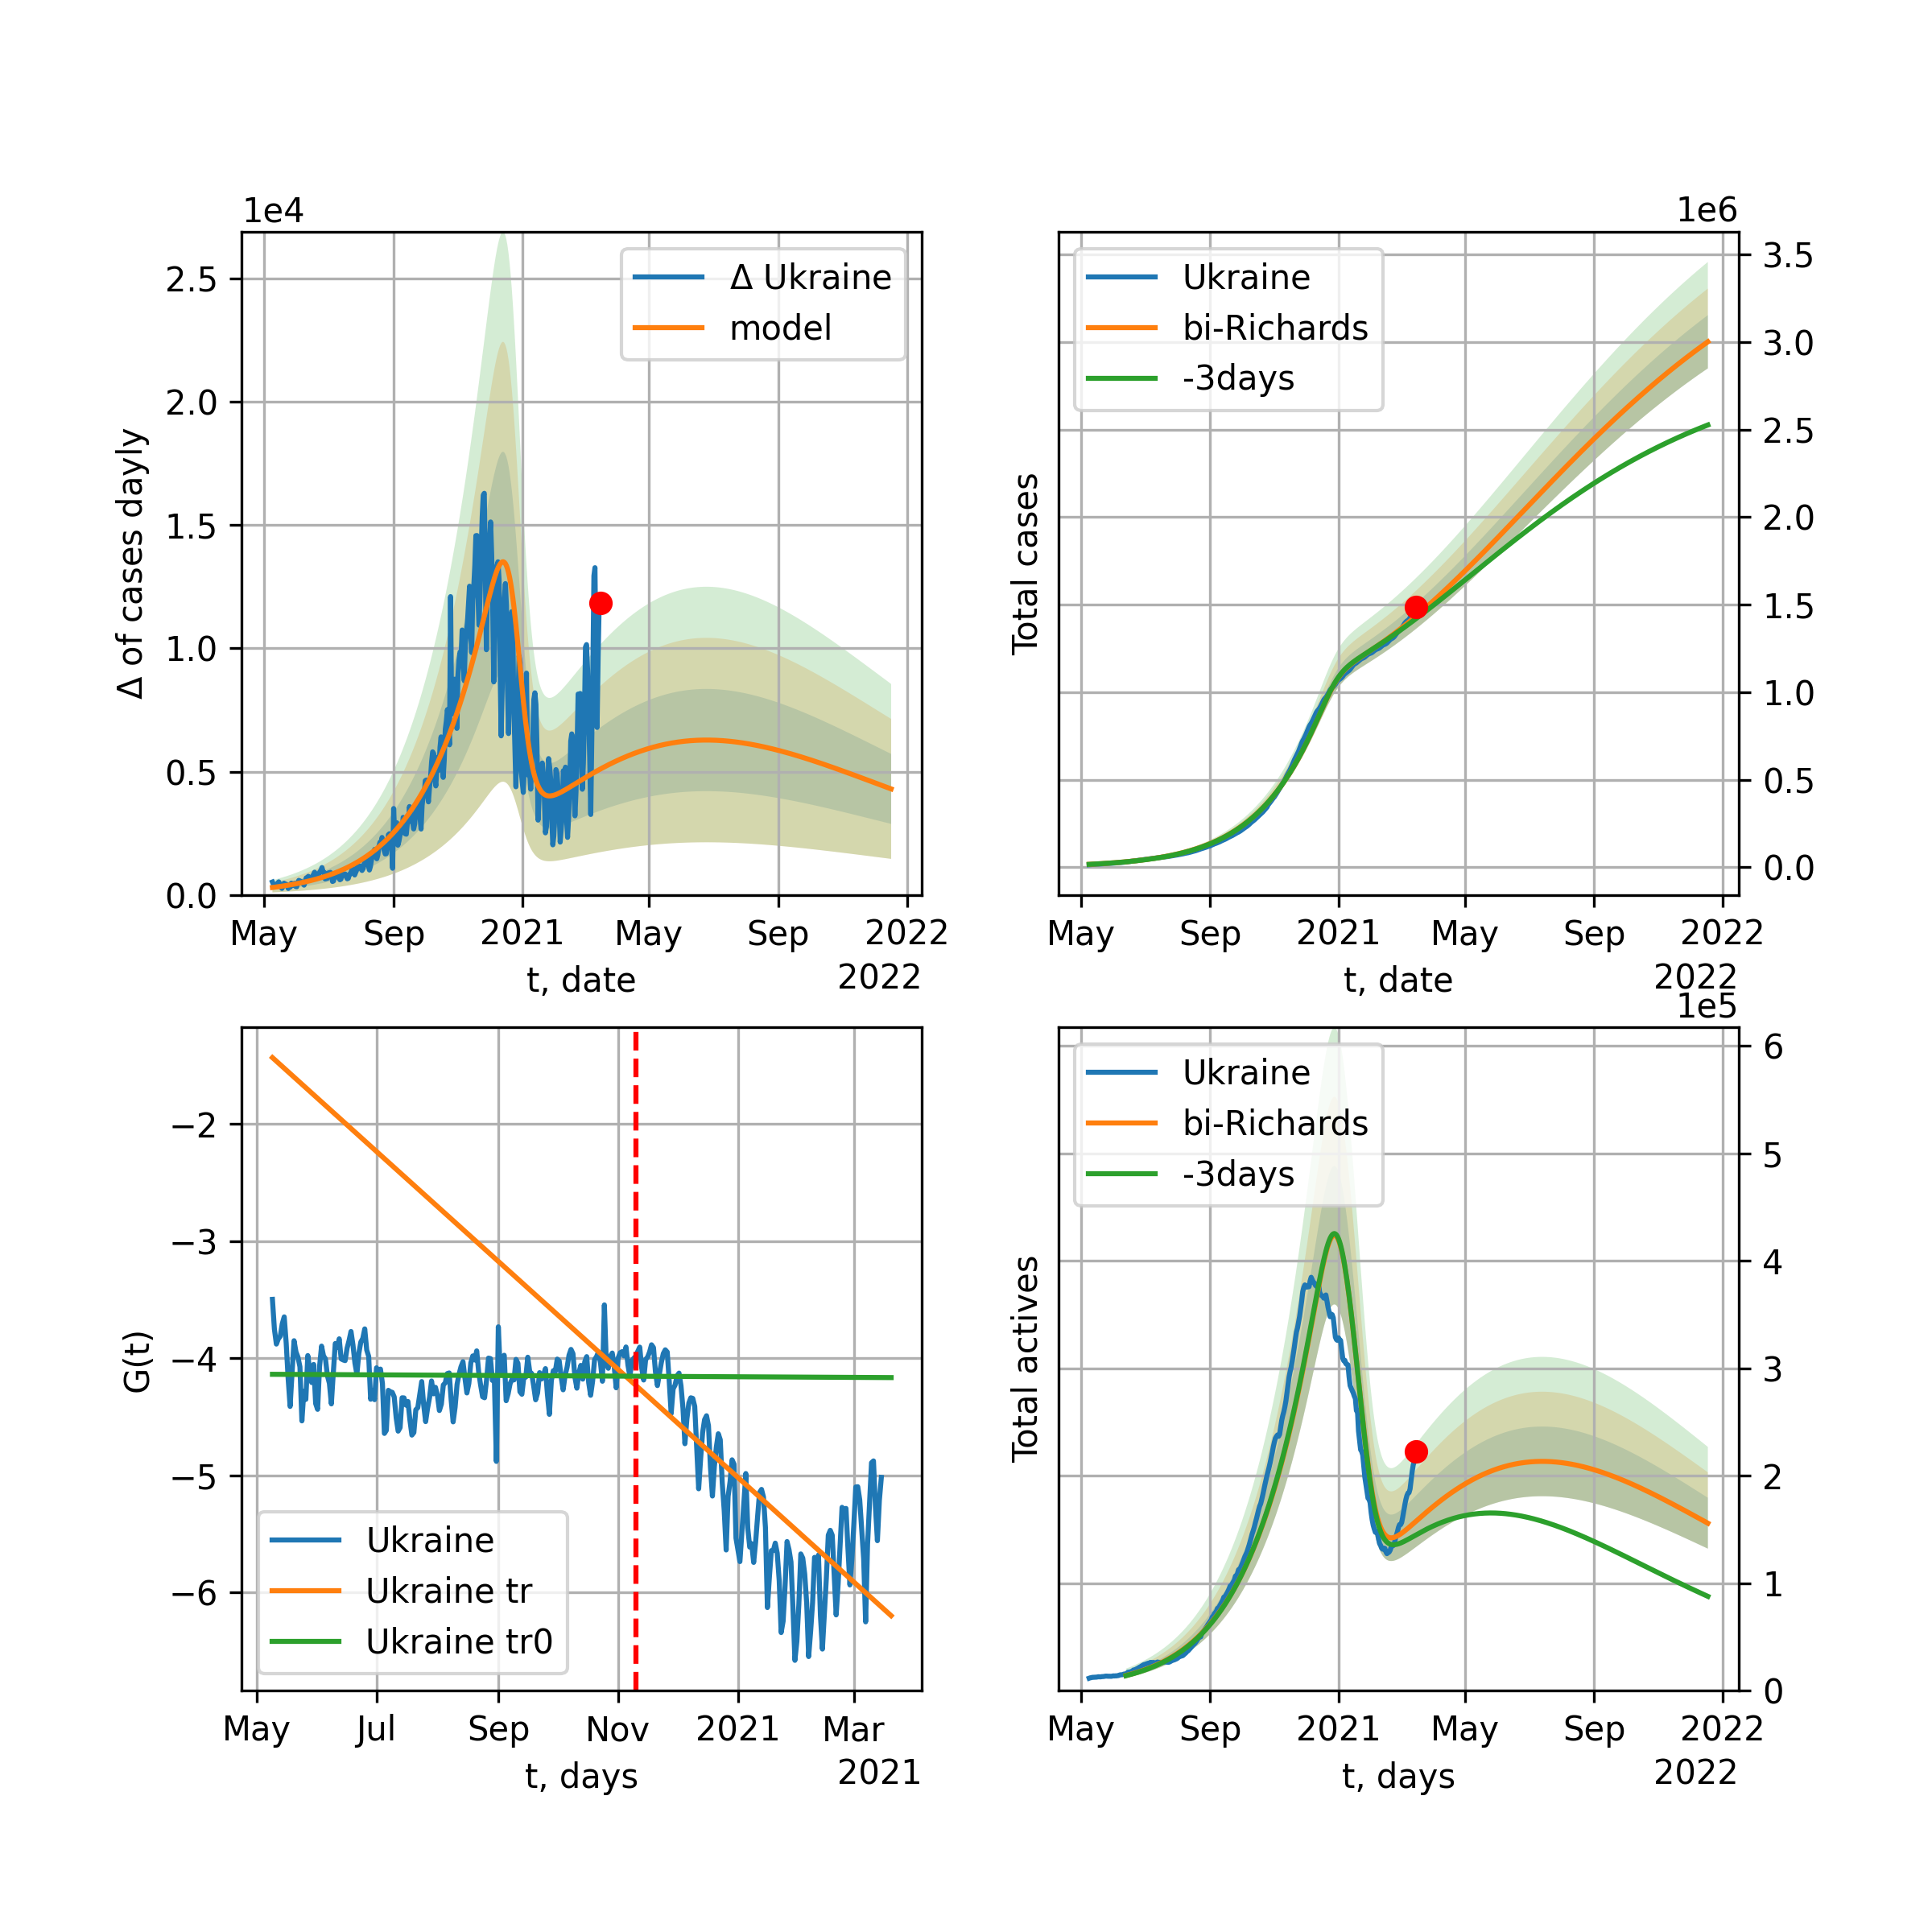 1e4
Δ of cases dayly
2.5
2.0
1.5
1.0
0.5
0.0
Δ Ukraine
model
May Sep 2021 May Sep 2022
t, date
2022
1e6
Total cases
Ukraine
bi-Richards
-3days
3.5
3.0
2.5
2.0
1.5
1.0
0.5
0.0
May Sep 2021 May Sep 2022
t, date
2022
G(t)
−2
−3
−4
−5
−6
Ukraine
Ukraine tr
Ukraine tr0
May Jul Sep Nov 2021 Mar
t, days
2021
1e5
Total actives
Ukraine
bi-Richards
-3days
6
5
4
3
2
1
0
May Sep 2021 May Sep 2022
t, days
2022